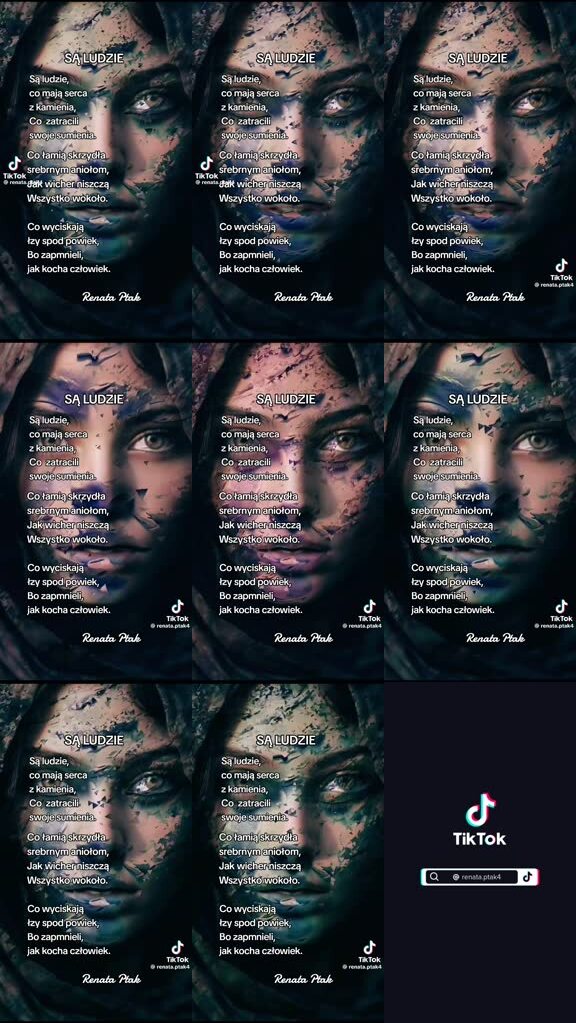 SĄ LUDZIE
Są ludzie,
co mają serca
z kamienia,
Co zatracili
swoje sumienia.
Co łamią skrzydła
srebrnym aniołom,
Jak wicher niszczą
Wszystko wokoło.
Co wyciskają
łzy spod powiek,
Bo zapmnieli,
jak kocha człowiek.
Renata Ptak
TikTok
@ renata.ptak4
SĄ LUDZIE
Są ludzie,
co mają serca
z kamienia,
Co zatracili
swoje sumienia.
Co łamią skrzydła
srebrnym aniołom,
Jak wicher niszczą
Wszystko wokoło.
Co wyciskają
łzy spod powiek,
Bo zapmnieli,
jak kocha człowiek.
Renata Ptak
TikTok
@ renata.ptak4
SĄ LUDZIE
Są ludzie,
co mają serca
z kamienia,
Co zatracili
swoje sumienia.
Co łamią skrzydła
srebrnym aniołom,
Jak wicher niszczą
Wszystko wokoło.
Co wyciskają
łzy spod powiek,
Bo zapmnieli,
jak kocha człowiek.
TikTok
@ renata.ptak4
Renata Ptak
SĄ LUDZIE
Są ludzie,
co mają serca
z kamienia,
Co zatracili
swoje sumienia.
Co łamią skrzydła
srebrnym aniołom,
Jak wicher niszczą
Wszystko wokoło.
Co wyciskają
łzy spod powiek,
Bo zapmnieli,
jak kocha człowiek.
TikTok
@ renata.ptak4
Renata Ptak
SĄ LUDZIE
Są ludzie,
co mają serca
z kamienia,
Co zatracili
swoje sumienia.
Co łamią skrzydła
srebrnym aniołom,
Jak wicher niszczą
Wszystko wokoło.
Co wyciskają
łzy spod powiek,
Bo zapmnieli,
jak kocha człowiek.
TikTok
@ renata.ptak4
Renata Ptak
SĄ LUDZIE
Są ludzie,
co mają serca
z kamienia,
Co zatracili
swoje sumienia.
Co łamią skrzydła
srebrnym aniołom,
Jak wicher niszczą
Wszystko wokoło.
Co wyciskają
łzy spod powiek,
Bo zapmnieli,
jak kocha człowiek.
TikTok
@ renata.ptak4
Renata Ptak
SĄ LUDZIE
Są ludzie,
co mają serca
z kamienia,
Co zatracili
swoje sumienia.
Co łamią skrzydła
srebrnym aniołom,
Jak wicher niszczą
Wszystko wokoło.
Co wyciskają
łzy spod powiek,
Bo zapmnieli,
jak kocha człowiek.
TikTok
@ renata.ptak4
Renata Ptak
SĄ LUDZIE
Są ludzie,
co mają serca
z kamienia,
Co zatracili
swoje sumienia.
Co łamią skrzydła
srebrnym aniołom,
Jak wicher niszczą
Wszystko wokoło.
Co wyciskają
łzy spod powiek,
Bo zapmnieli,
jak kocha człowiek.
TikTok
@ renata.ptak4
Renata Ptak
TikTok
@ renata.ptak4